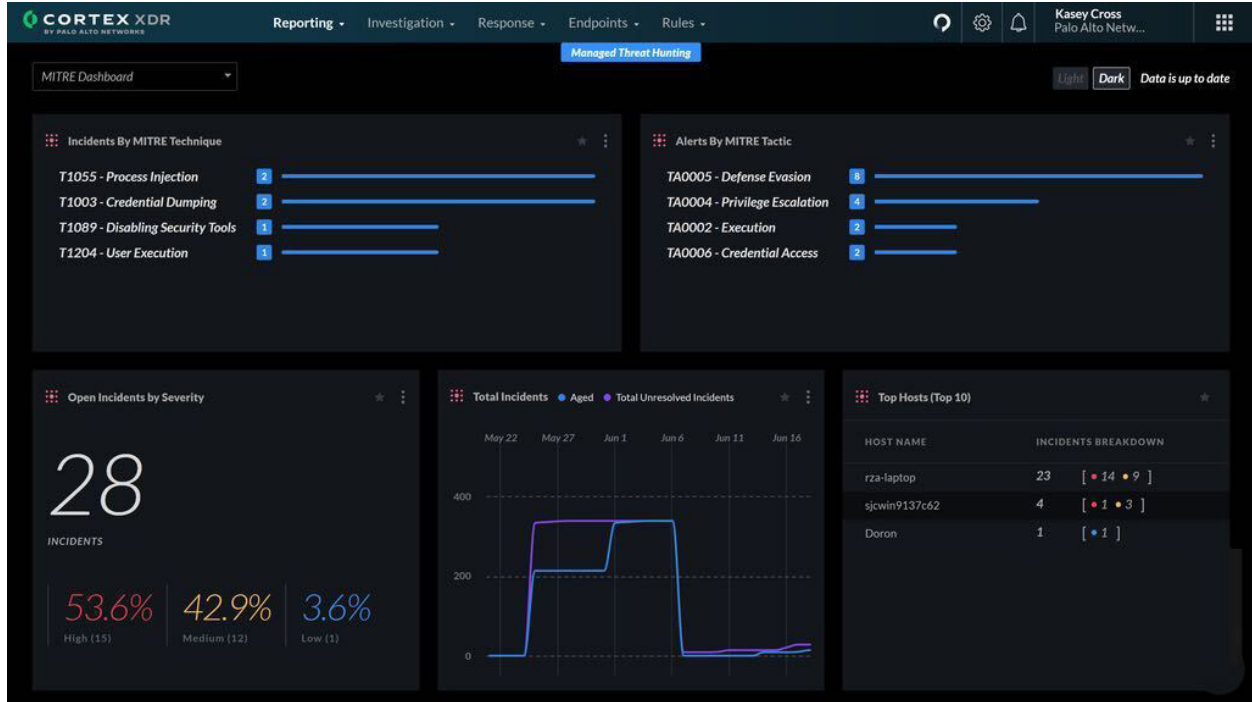 CORTEX XDR
BY PALO ALTO NETWORKS
Reporting
Investigation
Response
Endpoints
Rules
Kasey Cross
Palo Alto Netw...
Managed Threat Hunting
MITRE Dashboard
Light
Dark
Data is up to date
Incidents By MITRE Technique
T1055 - Process Injection 2
T1003 - Credential Dumping 2
T1089 - Disabling Security Tools 1
T1204 - User Execution 1
Alerts By MITRE Tactic
TA0005 - Defense Evasion 8
TA0004 - Privilege Escalation 4
TA0002 - Execution 2
TA0006 - Credential Access 2
Open Incidents by Severity
28
INCIDENTS
53.6% 42.9% 3.6%
High (15) Medium (12) Low (1)
Total Incidents Aged Total Unresolved Incidents
May 22 May 27 Jun 1 Jun 6 Jun 11 Jun 16
400
200
0
Top Hosts (Top 10)
HOST NAME INCIDENTS BREAKDOWN
rza-laptop 23 [ • 14 • 9 ]
sjcwin9137c62 4 [ • 1 • 3 ]
Doron 1 [ • 1 ]